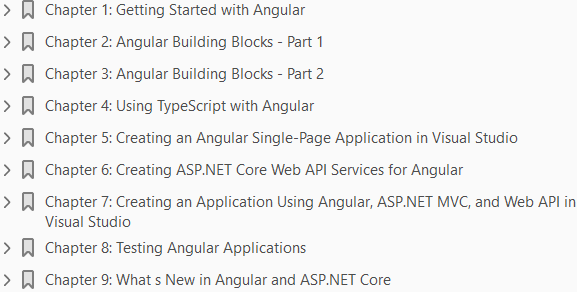 Chapter 1: Getting Started with Angular
Chapter 2: Angular Building Blocks - Part 1
Chapter 3: Angular Building Blocks - Part 2
Chapter 4: Using TypeScript with Angular
Chapter 5: Creating an Angular Single-Page Application in Visual Studio
Chapter 6: Creating ASP.NET Core Web API Services for Angular
Chapter 7: Creating an Application Using Angular, ASP.NET MVC, and Web API in
Visual Studio
Chapter 8: Testing Angular Applications
Chapter 9: What s New in Angular and ASP.NET Core